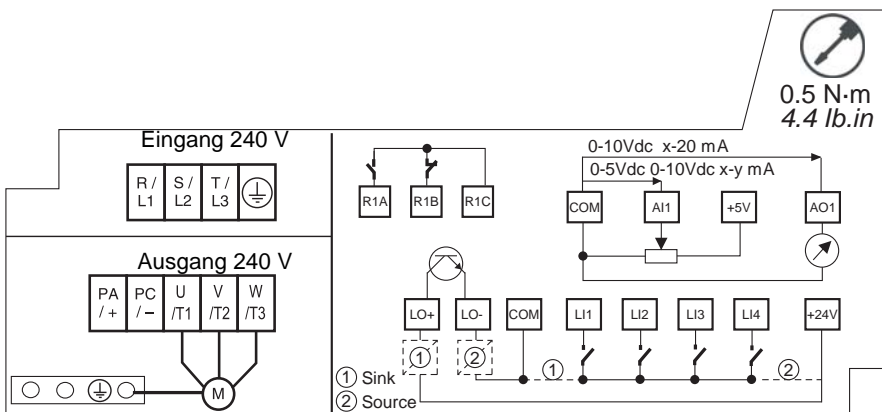 0.5 N·m
4.4 lb.in
Eingang 240 V
R / L1
S / L2
T / L3
Ausgang 240 V
PA / +
PC / –
U /T1
V /T2
W /T3
M
R1A
R1B
R1C
0-10Vdc x-20 mA
0-5Vdc 0-10Vdc x-y mA
COM
AI1
+5V
AO1
LO+
LO-
COM
LI1
LI2
LI3
LI4
+24V
1
2
1
2
① Sink
② Source